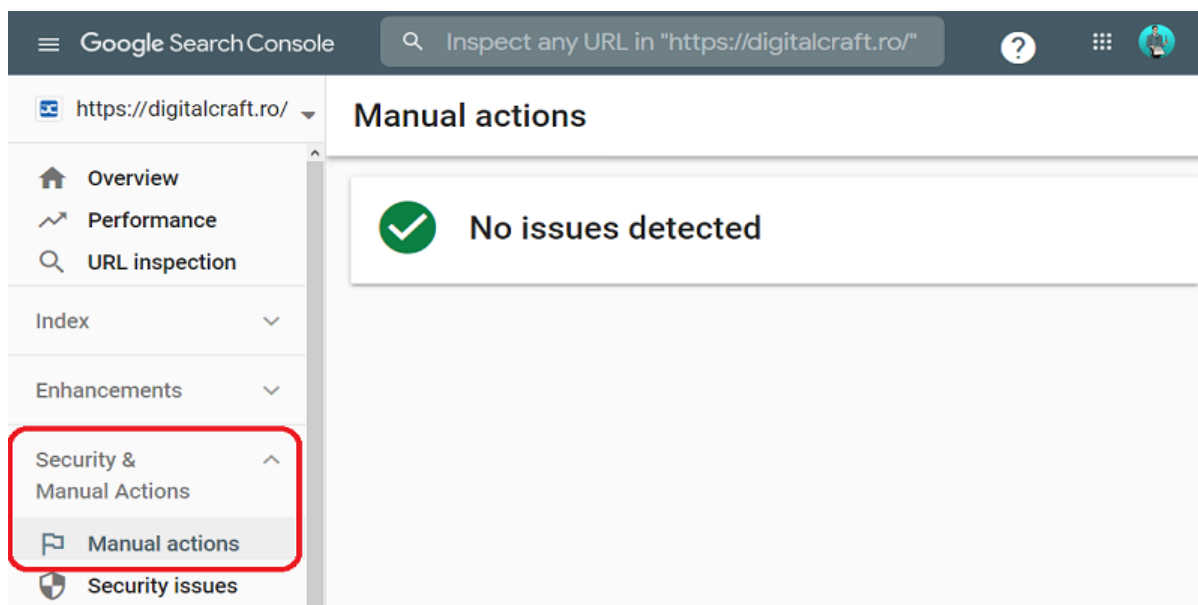 Google Search Console
Inspect any URL in "https://digitalcraft.ro/"
?
https://digitalcraft.ro/
Manual actions
Overview
Performance
URL inspection
Index
Enhancements
Security &
Manual Actions
Manual actions
Security issues
No issues detected